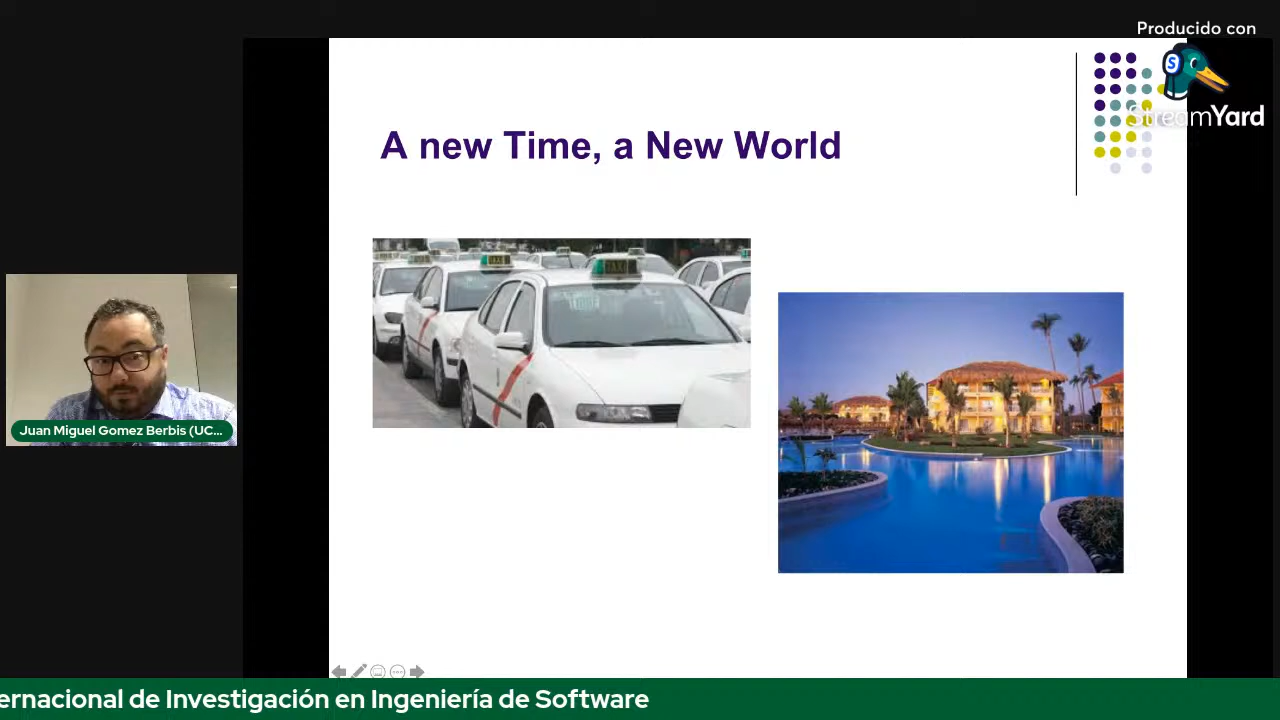 Producido con
StreamYard
A new Time, a New World
TAXI
Juan Miguel Gomez Berbis (UC...
ernacional de Investigación en Ingeniería de Software